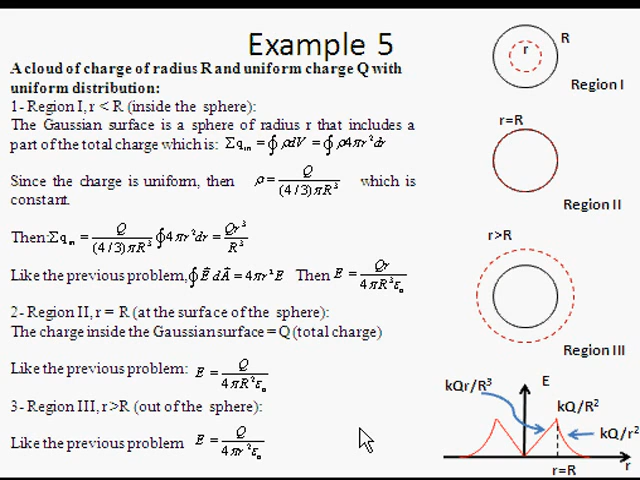 Example 5
A cloud of charge of radius R and uniform charge Q with
uniform distribution:
1- Region I, r < R (inside the sphere):
The Gaussian surface is a sphere of radius r that includes a
part of the total charge which is: Σq_in = ∮ρdV = ∮ρ4πr²dr
Since the charge is uniform, then ρ = Q/((4/3)πR³) which is
constant.
Then: Σq_in = Q/((4/3)πR³) ∮4πr²dr = Qr³/R³
Like the previous problem, ∮E⃗.dA⃗ = 4πr²E Then E = Qr/(4πR³ε₀)
2- Region II, r = R (at the surface of the sphere):
The charge inside the Gaussian surface = Q (total charge)
Like the previous problem: E = Q/(4πR²ε₀)
3- Region III, r>R (out of the sphere):
Like the previous problem E = Q/(4πr²ε₀)
r
R
Region I
r=R
Region II
r>R
Region III
kQr/R³
E
kQ/R²
kQ/r²
r=R
r